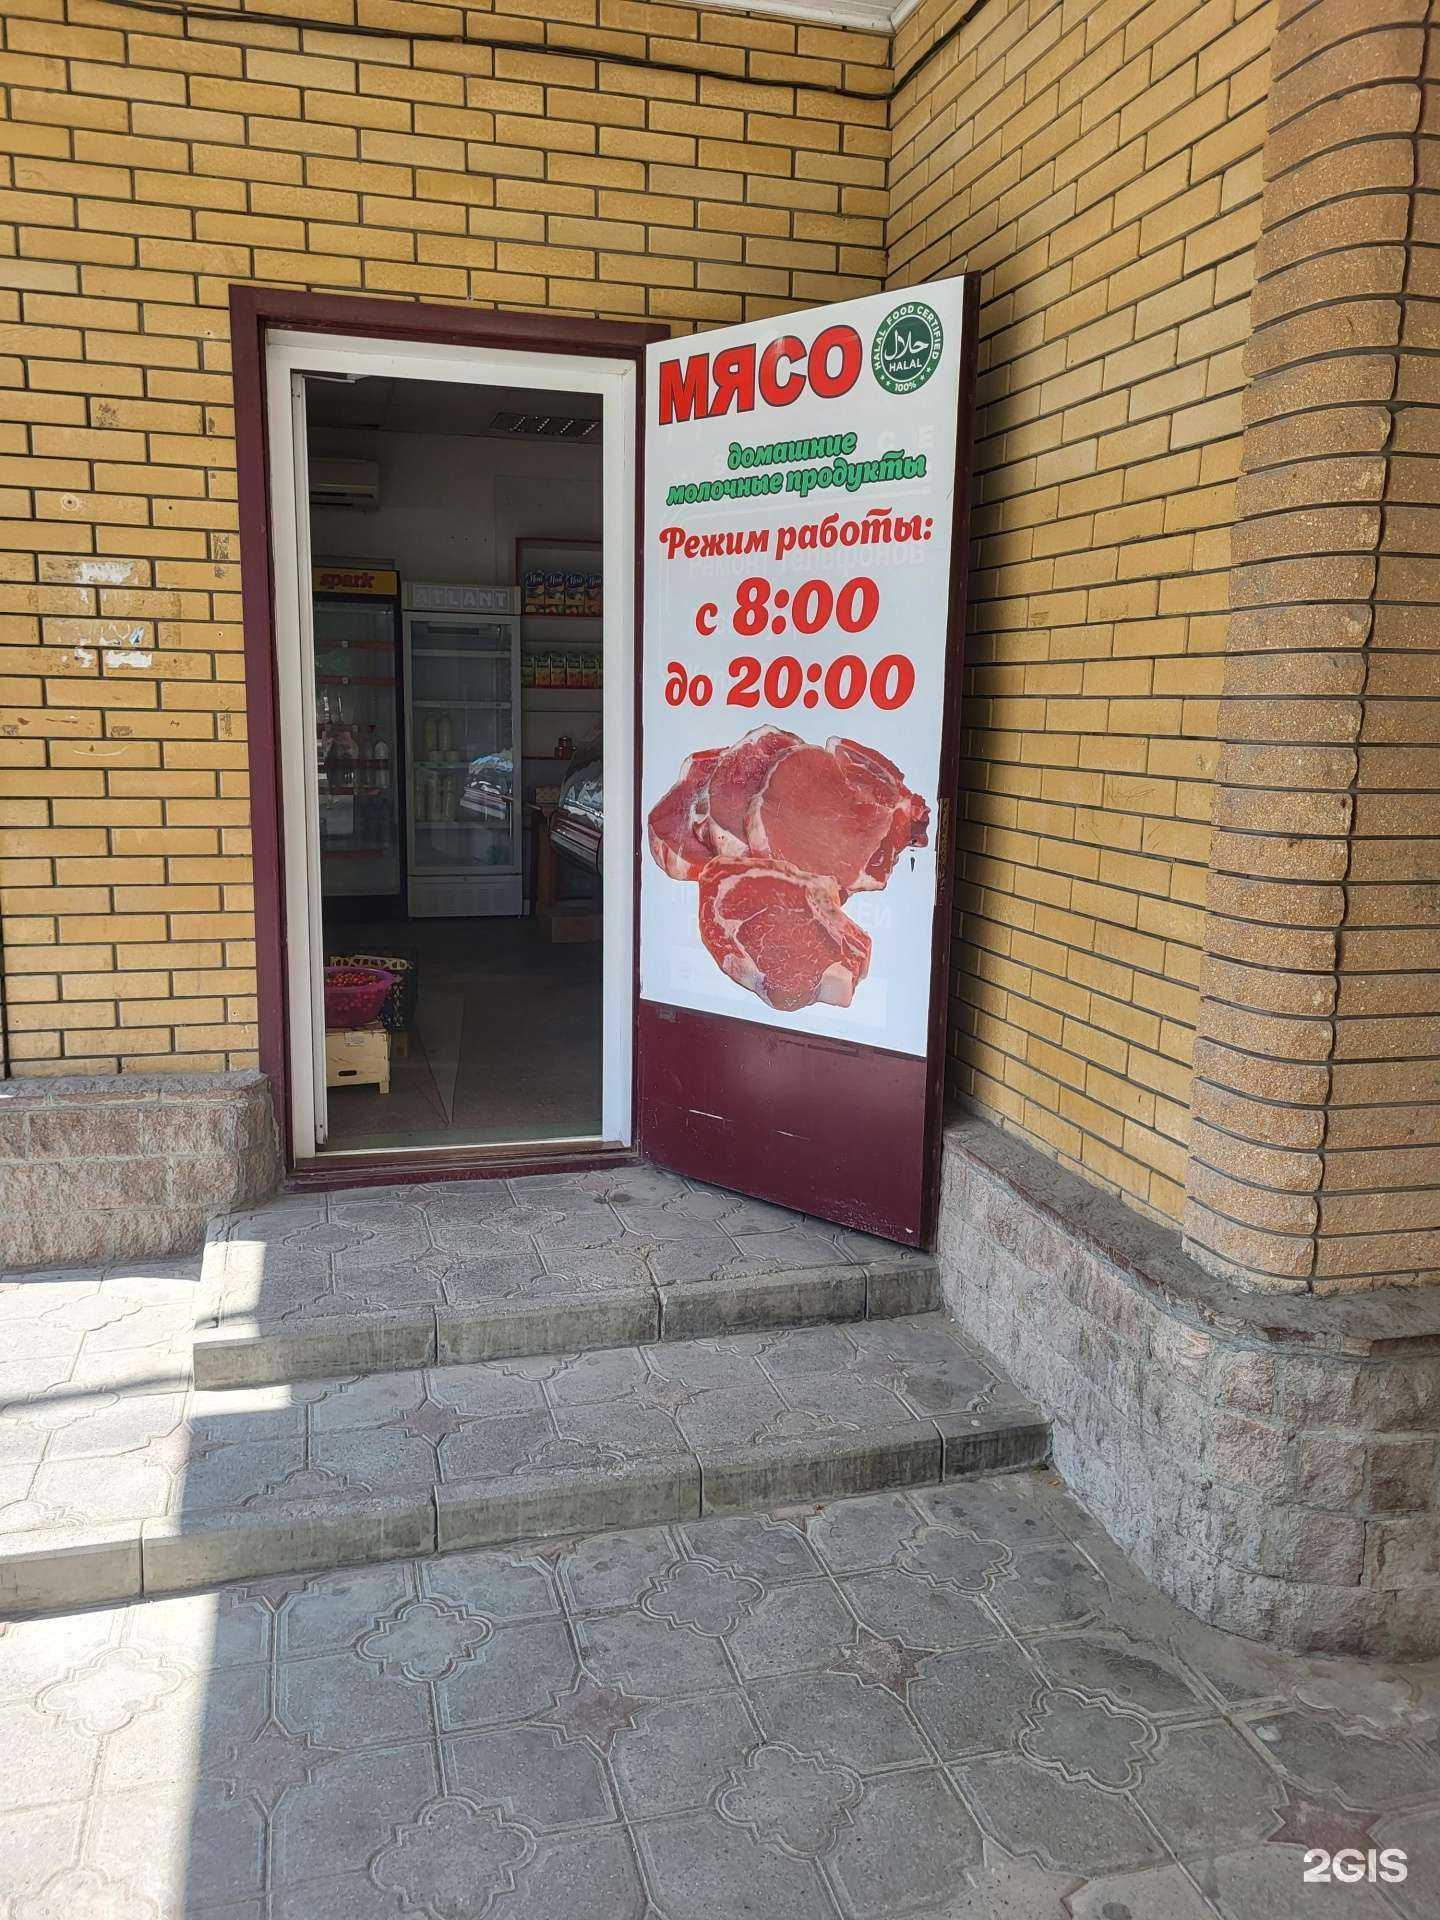 МЯСО
HALAL FOOD CERTIFIED
حلال
HALAL
100%
домашние
молочные продукты
Режим работы:
с 8:00
до 20:00
spark
ATLANT
2GIS